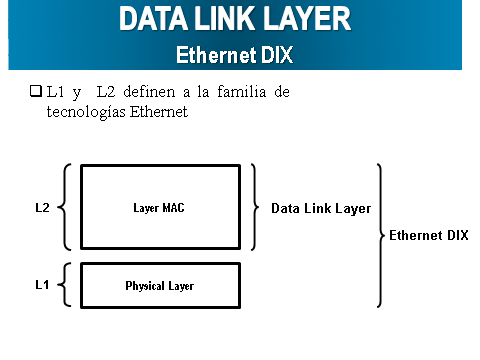 DATA LINK LAYER
Ethernet DIX
L1 y L2 definen a la familia de
tecnologías Ethernet
L2
Layer MAC
Data Link Layer
Ethernet DIX
L1
Physical Layer